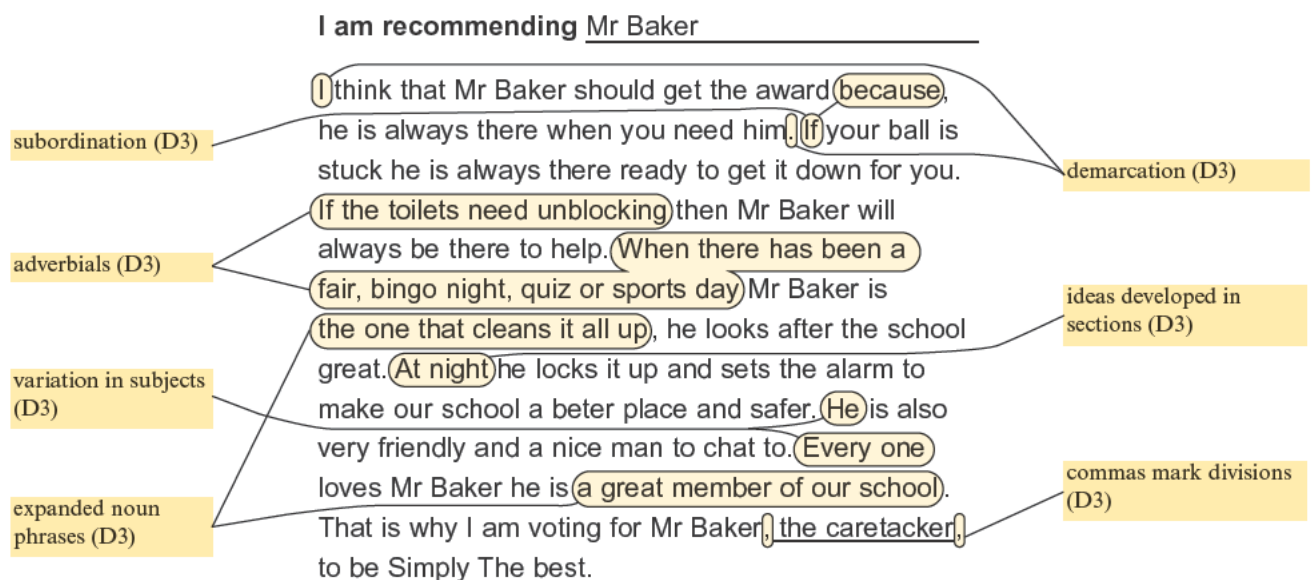 I am recommending Mr Baker
I think that Mr Baker should get the award because,
he is always there when you need him. If your ball is
stuck he is always there ready to get it down for you.
If the toilets need unblocking then Mr Baker will
always be there to help. When there has been a
fair, bingo night, quiz or sports day Mr Baker is
the one that cleans it all up, he looks after the school
great. At night he locks it up and sets the alarm to
make our school a beter place and safer. He is also
very friendly and a nice man to chat to. Every one
loves Mr Baker he is a great member of our school.
That is why I am voting for Mr Baker, the caretacker,
to be Simply The best.
subordination (D3)
adverbials (D3)
variation in subjects
(D3)
expanded noun
phrases (D3)
demarcation (D3)
ideas developed in
sections (D3)
commas mark divisions
(D3)